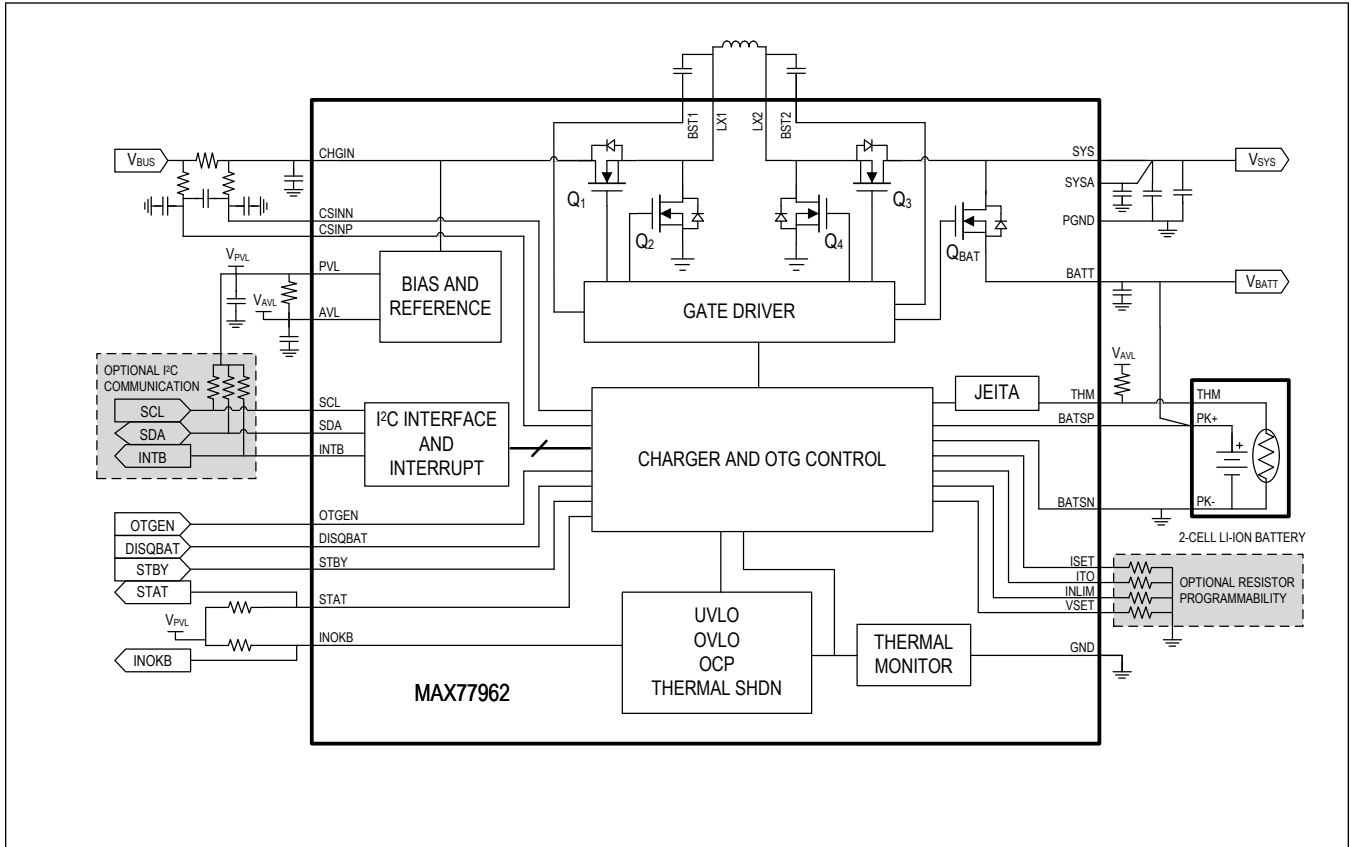 BST1
LX1
LX2
BST2
VBUS
CHGIN
CSINN
CSINP
VPVL
PVL
VAVL
AVL
BIAS AND
REFERENCE
Q1
Q2
Q3
Q4
QBAT
GATE DRIVER
SYS
VSYS
SYSA
PGND
BATT
VBATT
OPTIONAL I²C
COMMUNICATION
SCL
SDA
INTB
SCL
SDA
INTB
I²C INTERFACE
AND
INTERRUPT
CHARGER AND OTG CONTROL
JEITA
VAVL
THM
BATSP
BATSN
THM
PK+
+
PK-
2-CELL LI-ION BATTERY
OTGEN
DISQBAT
STBY
STAT
VPVL
INOKB
OTGEN
DISQBAT
STBY
STAT
INOKB
UVLO
OVLO
OCP
THERMAL SHDN
THERMAL
MONITOR
ISET
ITO
INLIM
VSET
OPTIONAL RESISTOR
PROGRAMMABILITY
GND
MAX77962